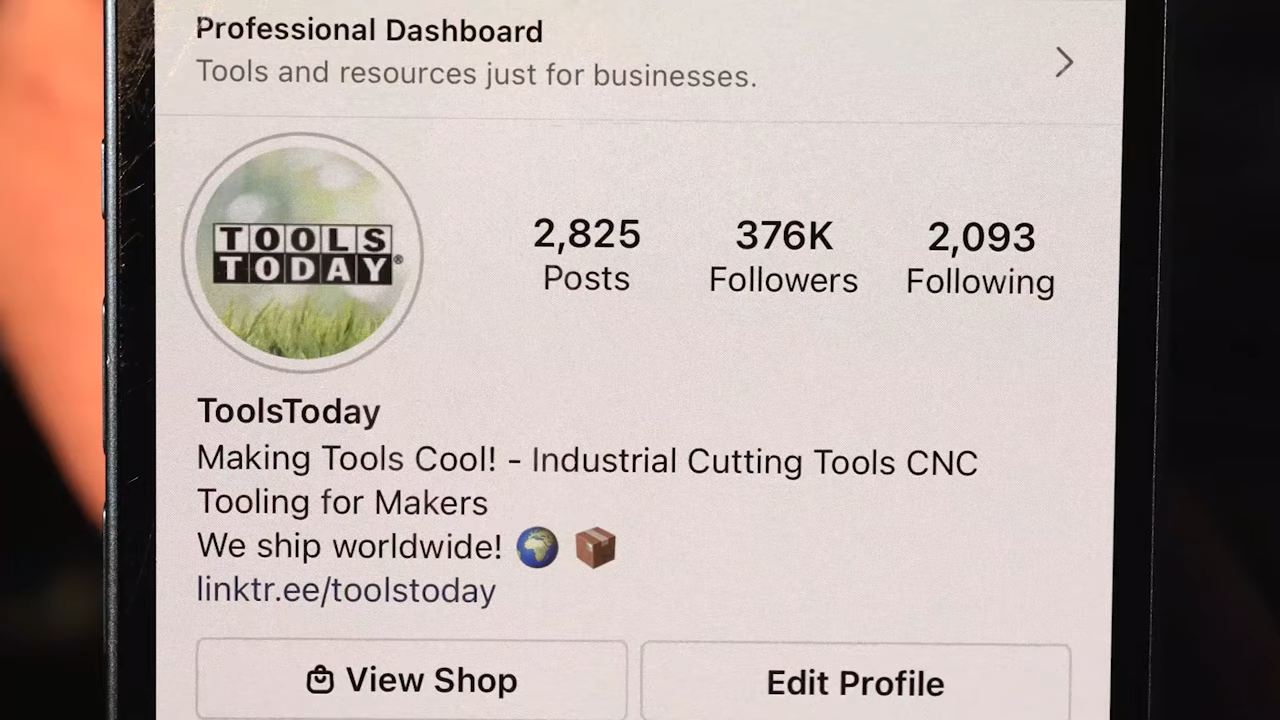 Professional Dashboard
Tools and resources just for businesses.
TOOLS
TODAY®
2,825 376K 2,093
Posts Followers Following
ToolsToday
Making Tools Cool! - Industrial Cutting Tools CNC
Tooling for Makers
We ship worldwide! 🌍 📦
linktr.ee/toolstoday
View Shop Edit Profile